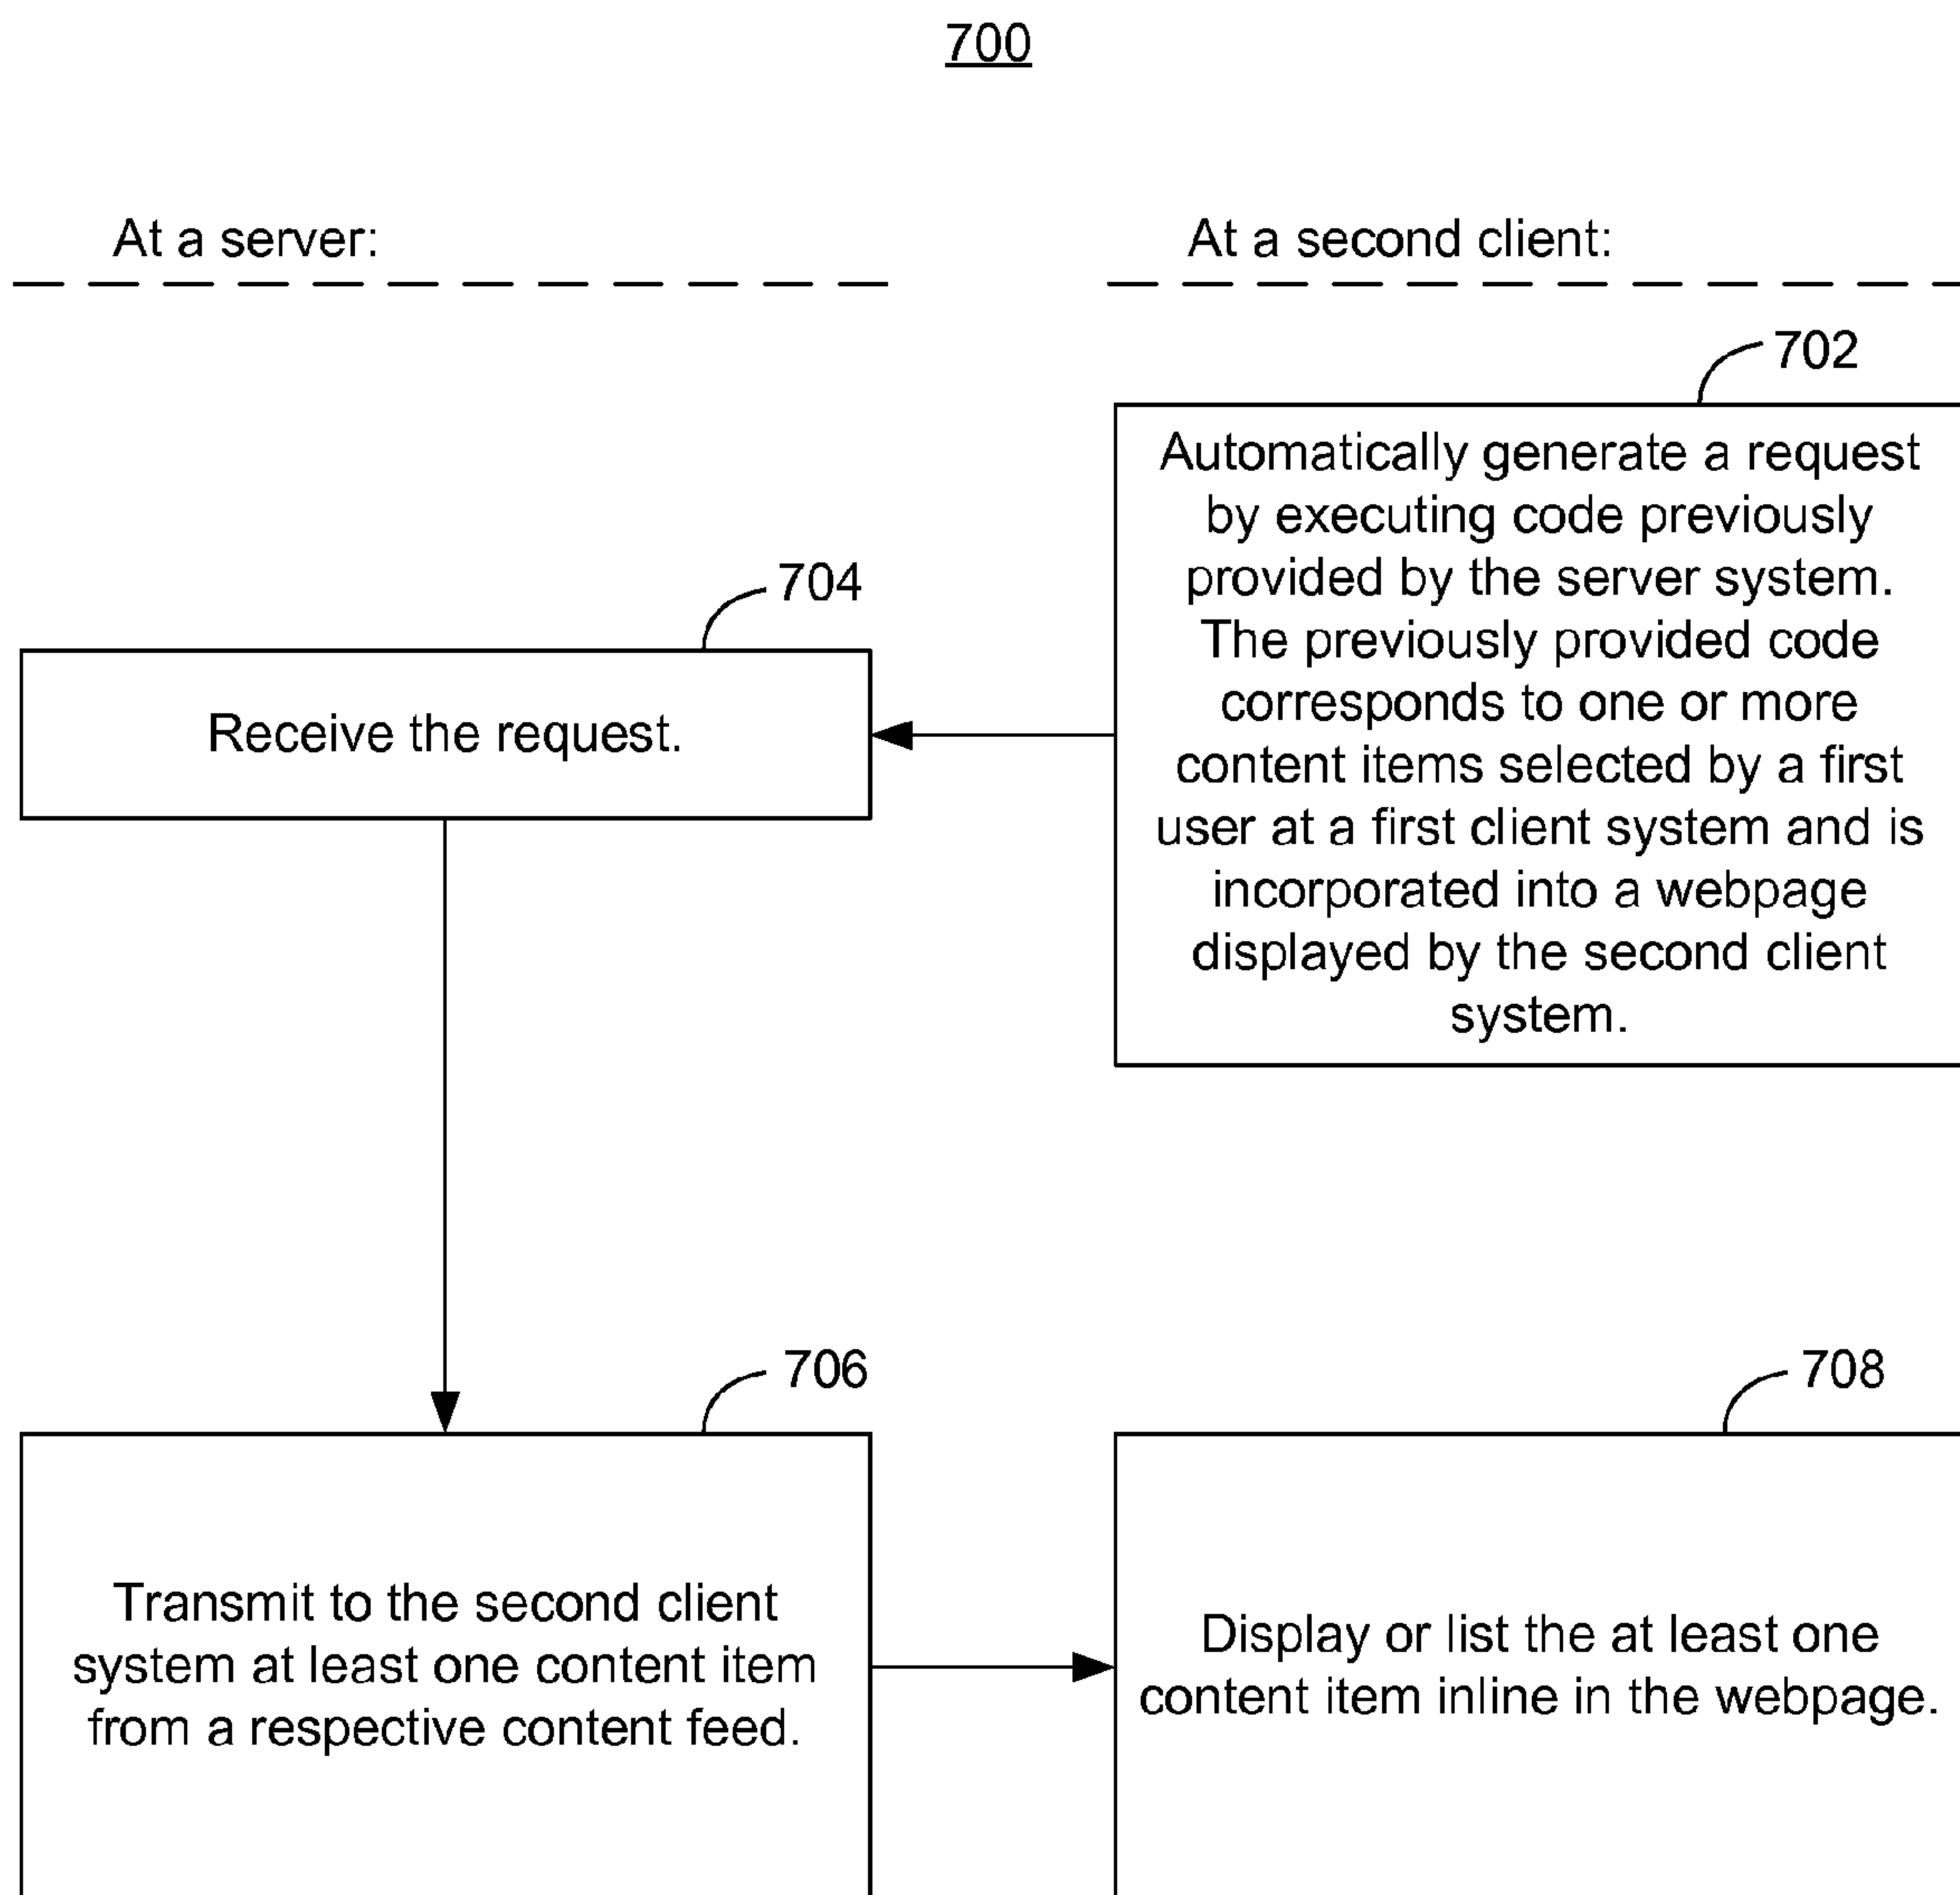 700
At a server:
At a second client:
702
Automatically generate a request
by executing code previously
provided by the server system.
The previously provided code
corresponds to one or more
content items selected by a first
user at a first client system and is
incorporated into a webpage
displayed by the second client
system.
704
Receive the request.
706
Transmit to the second client
system at least one content item
from a respective content feed.
708
Display or list the at least one
content item inline in the webpage.